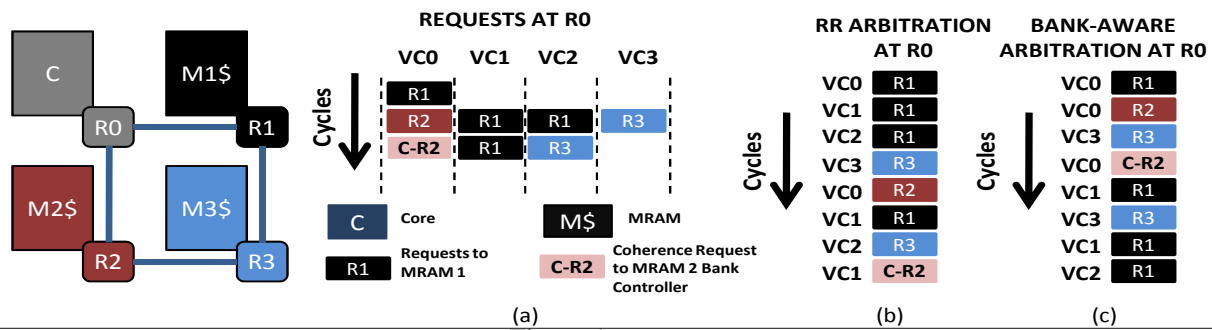 C
M1$
R0
R1
M2$
M3$
R2
R3
REQUESTS AT R0
VC0 VC1 VC2 VC3
Cycles
R1
R2 R1 R1 R3
C-R2 R1 R3
C Core
M$ MRAM
R1 Requests to
MRAM 1
C-R2 Coherence Request
to MRAM 2 Bank
Controller
(a)
RR ARBITRATION
AT R0
Cycles
VC0 R1
VC1 R1
VC2 R1
VC3 R3
VC0 R2
VC1 R1
VC2 R3
VC1 C-R2
(b)
BANK-AWARE
ARBITRATION AT R0
Cycles
VC0 R1
VC0 R2
VC3 R3
VC0 C-R2
VC1 R1
VC3 R3
VC1 R1
VC2 R1
(c)